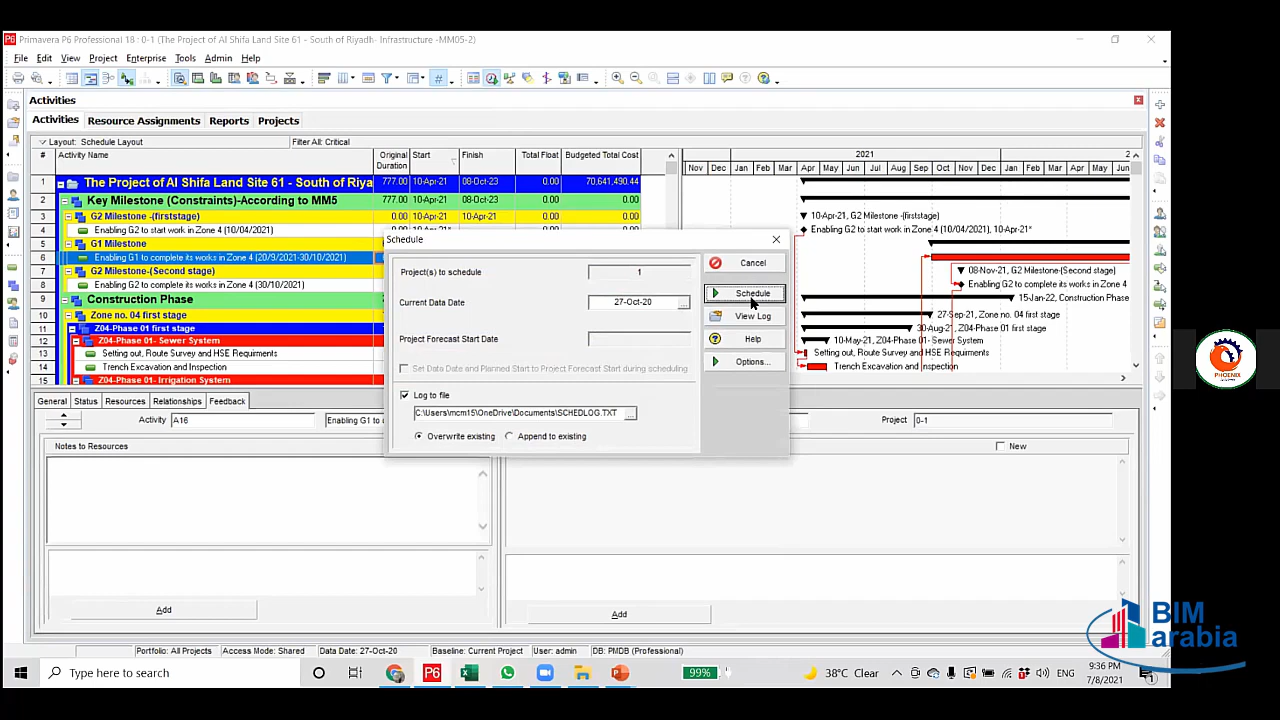 Primavera P6 Professional 18 : 0-1 (The Project of Al Shifa Land Site 61 - South of Riyadh- Infrastructure -MM05-2)
File Edit View Project Enterprise Tools Admin Help
Activities
Activities Resource Assignments Reports Projects
Layout: Schedule Layout Filter All: Critical
# Activity Name Original Duration Start Finish Total Float Budgeted Total Cost
2021 2
Nov Dec Jan Feb Mar Apr May Jun Jul Aug Sep Oct Nov Dec Jan Feb Mar Apr May Jun
1 The Project of Al Shifa Land Site 61 - South of Riya 777.00 10-Apr-21 08-Oct-23 0.00 70,641,490.44
2 Key Milestone (Constraints)-According to MM5 777.00 10-Apr-21 08-Oct-23 0.00 0.00
3 G2 Milestone -(firststage) 0.00 10-Apr-21 10-Apr-21 0.00 0.00
10-Apr-21, G2 Milestone -(firststage)
4 Enabling G2 to start work in Zone 4 (10/04/2021)
Enabling G2 to start work in Zone 4 (10/04/2021), 10-Apr-21*
5 G1 Milestone
6 Enabling G1 to complete its works in Zone 4 (20/9/2021-30/10/2021)
7 G2 Milestone-(Second stage)
08-Nov-21, G2 Milestone-(Second stage)
8 Enabling G2 to complete its works in Zone 4 (30/10/2021)
Enabling G2 to complete its works in Zone 4
9 Construction Phase
15-Jan-22, Construction Phase
10 Zone no. 04 first stage
27-Sep-21, Zone no. 04 first stage
11 Z04-Phase 01 first stage
30-Aug-21, Z04-Phase 01 first stage
12 Z04-Phase 01- Sewer System
10-May-21, Z04-Phase 01- Sewer System
13 Setting out, Route Survey and HSE Requirments
Setting out, Route Survey and HSE Requirments
14 Trench Excavation and Inspection
Trench Excavation and Inspection
15 Z04-Phase 01- Irrigation System
Schedule
Project(s) to schedule 1
Current Data Date 27-Oct-20 ...
Project Forecast Start Date
Set Data Date and Planned Start to Project Forecast Start during scheduling
Log to file
C:\Users\mcm15\OneDrive\Documents\SCHEDLOG.TXT ...
Overwrite existing Append to existing
Cancel
Schedule
View Log
Help
Options...
General Status Resources Relationships Feedback
Activity A16 Enabling G1 to c Project 0-1
Notes to Resources New
Add Add
Portfolio: All Projects Access Mode: Shared Data Date: 27-Oct-20 Baseline: Current Project User: admin DB: PMDB (Professional)
Type here to search 99% 38°C Clear ENG 9:36 PM
7/8/2021
PHOENIX
BIM
arabia